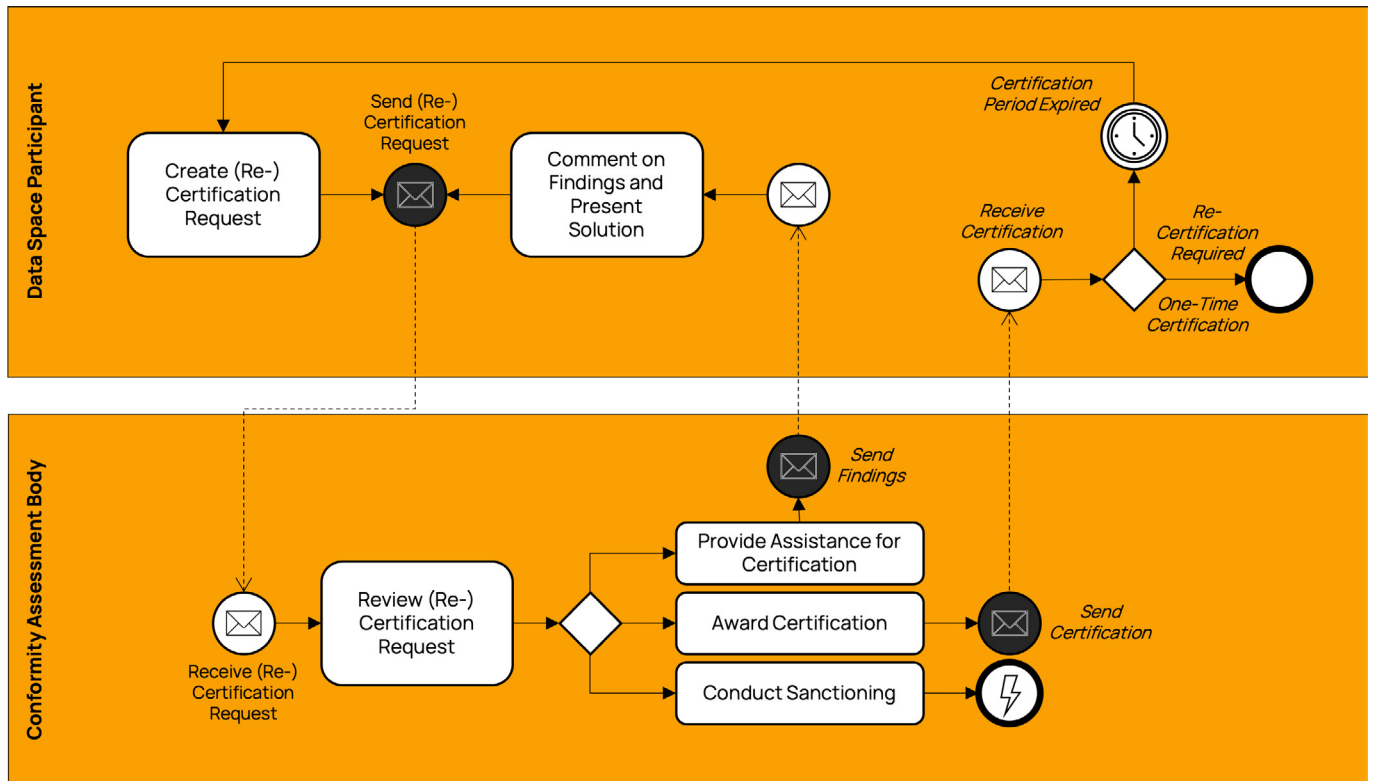 Data Space Participant
Create (Re-)
Certification
Request
Send (Re-)
Certification
Request
Comment on
Findings and
Present
Solution
Certification
Period Expired
Receive
Certification
Re-
Certification
Required
One-Time
Certification
Conformity Assessment Body
Receive (Re-)
Certification
Request
Review (Re-)
Certification
Request
Send
Findings
Provide Assistance for
Certification
Award Certification
Send
Certification
Conduct Sanctioning